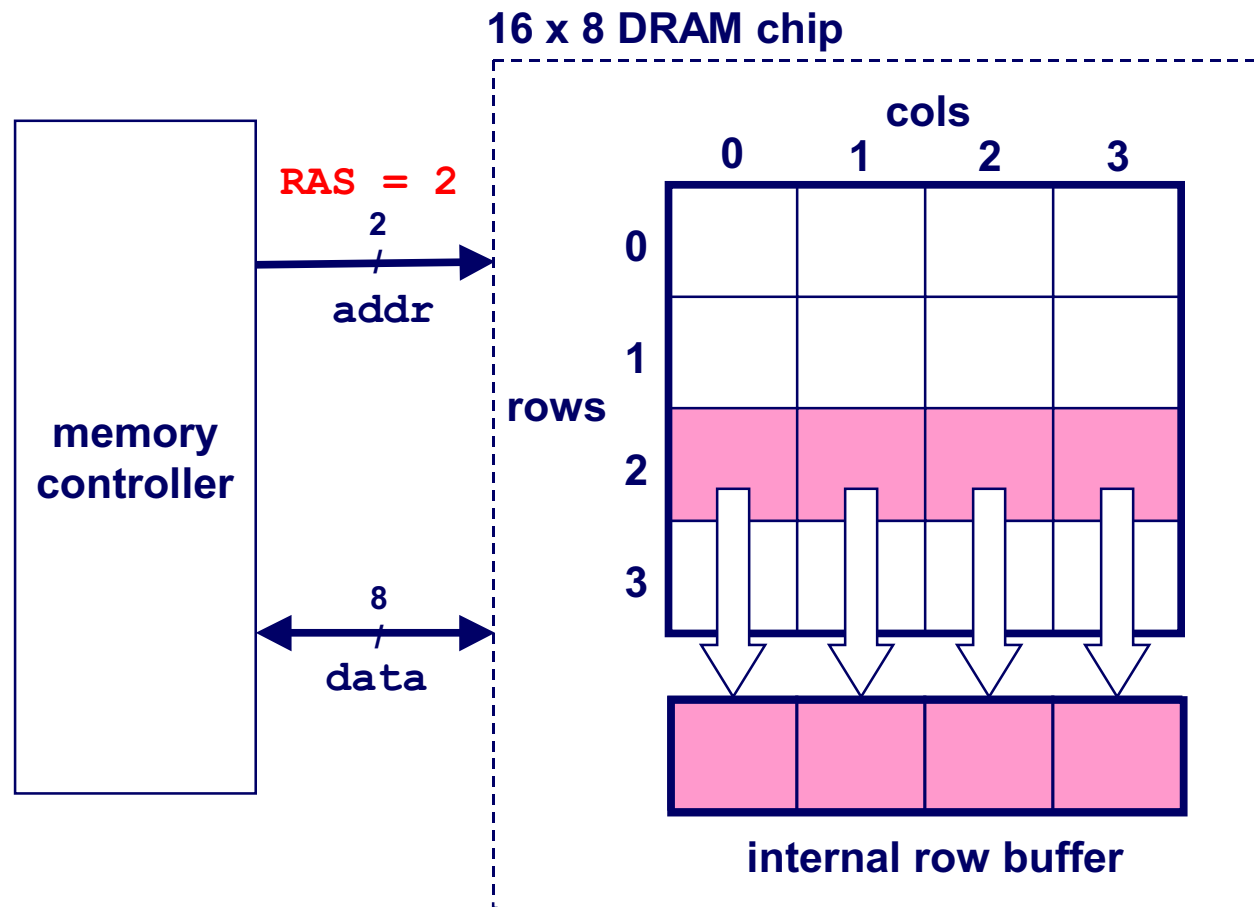 16 x 8 DRAM chip
cols
0 1 2 3
RAS = 2
2
/
addr
0
1
rows
2
3
memory
controller
8
/
data
internal row buffer